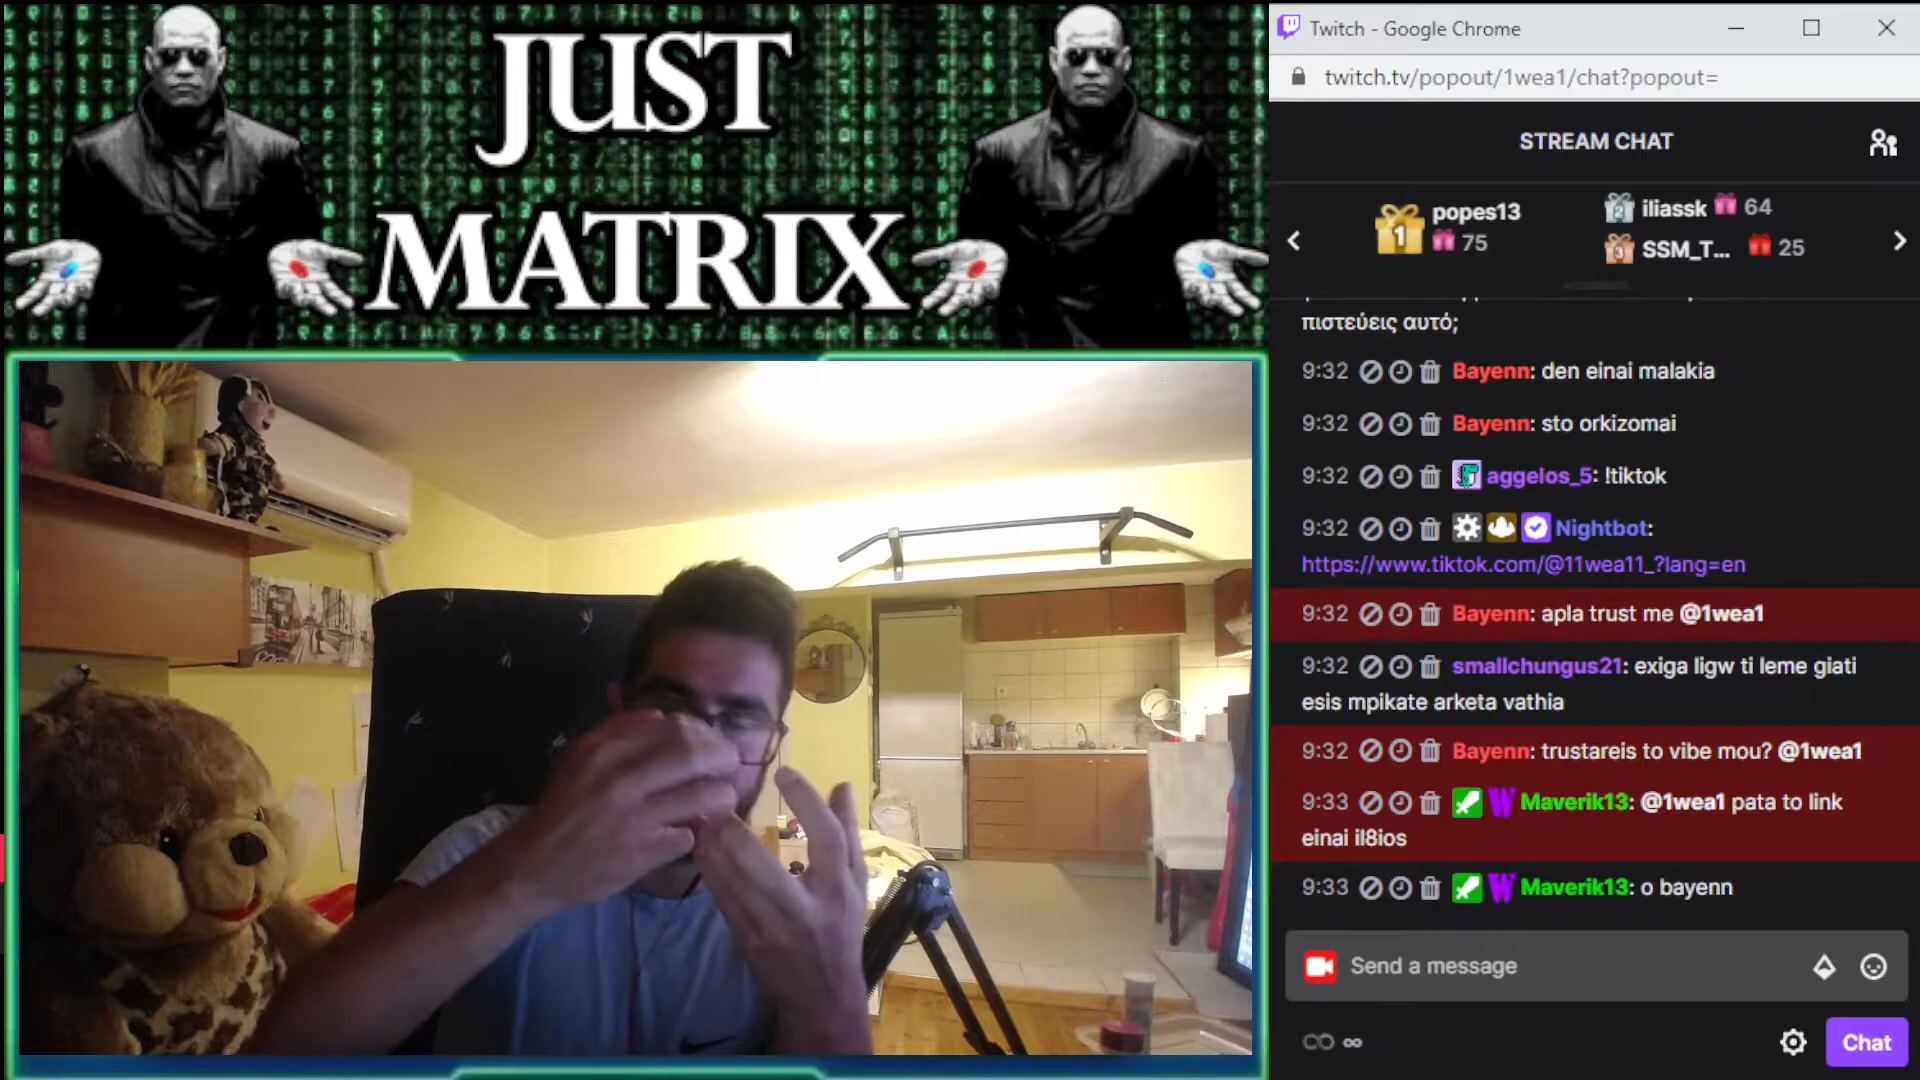 JUST
MATRIX
Twitch - Google Chrome
twitch.tv/popout/1wea1/chat?popout=
STREAM CHAT
1 popes13
75
2 iliassk 64
3 SSM_T... 25
πιστεύεις αυτό;
9:32 Bayenn: den einai malakia
9:32 Bayenn: sto orkizomai
9:32 aggelos_5: !tiktok
9:32 Nightbot:
https://www.tiktok.com/@11wea11_?lang=en
9:32 Bayenn: apla trust me @1wea1
9:32 smallchungus21: exiga ligw ti leme giati
esis mpikate arketa vathia
9:32 Bayenn: trustareis to vibe mou? @1wea1
9:33 Maverik13: @1wea1 pata to link
einai il8ios
9:33 Maverik13: o bayenn
Send a message
Chat